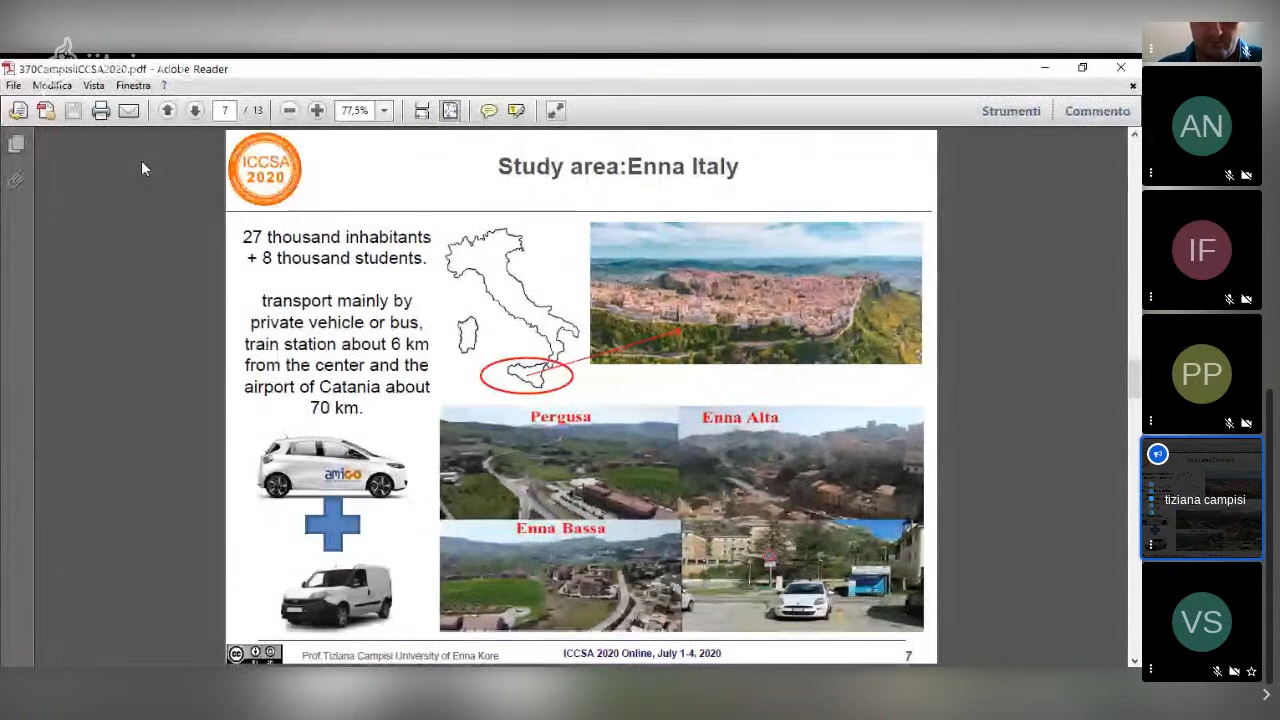 370CampisiICCSA2020.pdf - Adobe Reader
File Modifica Vista Finestra ?
7 / 13 77,5% Strumenti Commento
ICCSA
2020
Study area:Enna Italy
27 thousand inhabitants
+ 8 thousand students.
transport mainly by
private vehicle or bus,
train station about 6 km
from the center and the
airport of Catania about
70 km.
amiGO
Pergusa
Enna Alta
Enna Bassa
Prof.Tiziana Campisi University of Enna Kore
ICCSA 2020 Online, July 1-4, 2020
7
AN
IF
PP
tiziana campisi
VS